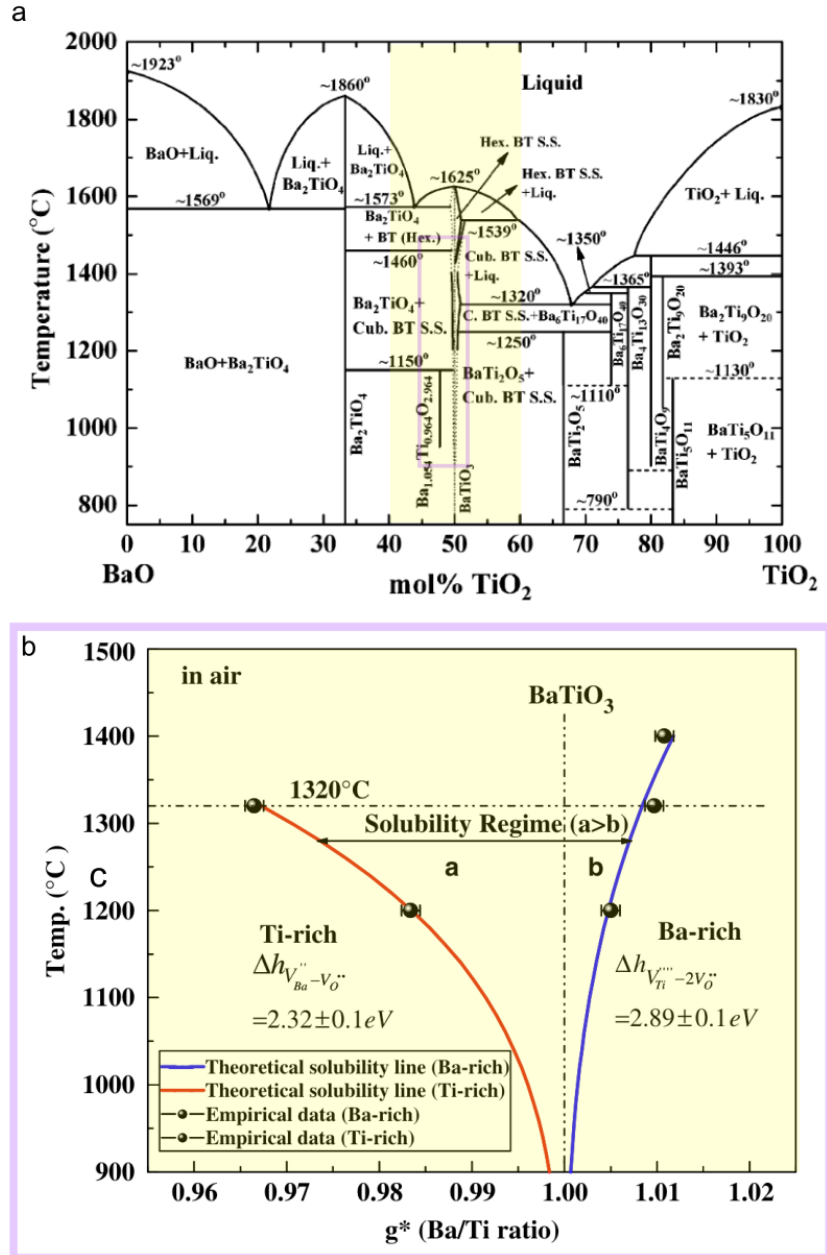 a
2000
1800
1600
1400
1200
1000
800
Temperature (°C)
~1923°
~1860°
Liquid
~1830°
Hex. BT S.S.
BaO+Liq.
Liq.+
Ba2TiO4
Liq.+
Ba2TiO4
~1625°
Hex. BT S.S.
+Liq.
TiO2+ Liq.
~1569°
~1573°
Ba2TiO4
+ BT (Hex.)
~1539°
~1350°
~1446°
~1460°
Cub. BT S.S.
+Liq.
~1365°
~1393°
Ba2TiO4+
Cub. BT S.S.
~1320°
C. BT S.S.+Ba6Ti17O40
~1250°
Ba6Ti17O40
Ba4Ti13O30
Ba2Ti9O20
Ba2Ti9O20
+ TiO2
BaO+Ba2TiO4
~1150°
BaTi2O5+
Cub. BT S.S.
~1130°
Ba2TiO4
Ba1.054Ti0.964O2.964
BaTiO3
BaTi2O5
~1110°
BaTi4O9
BaTi5O11
BaTi5O11
+ TiO2
~790°
0 10 20 30 40 50 60 70 80 90 100
BaO
mol% TiO2
TiO2
b
1500
1400
1300
1200
1100
1000
900
Temp. (°C )
in air
BaTiO3
1320°C
Solubility Regime (a>b)
c
a
b
Ti-rich
Δh V''Ba-VO••
=2.32±0.1eV
Ba-rich
Δh V''''Ti-2VO••
=2.89±0.1eV
Theoretical solubility line (Ba-rich)
Theoretical solubility line (Ti-rich)
Empirical data (Ba-rich)
Empirical data (Ti-rich)
0.96 0.97 0.98 0.99 1.00 1.01 1.02
g* (Ba/Ti ratio)